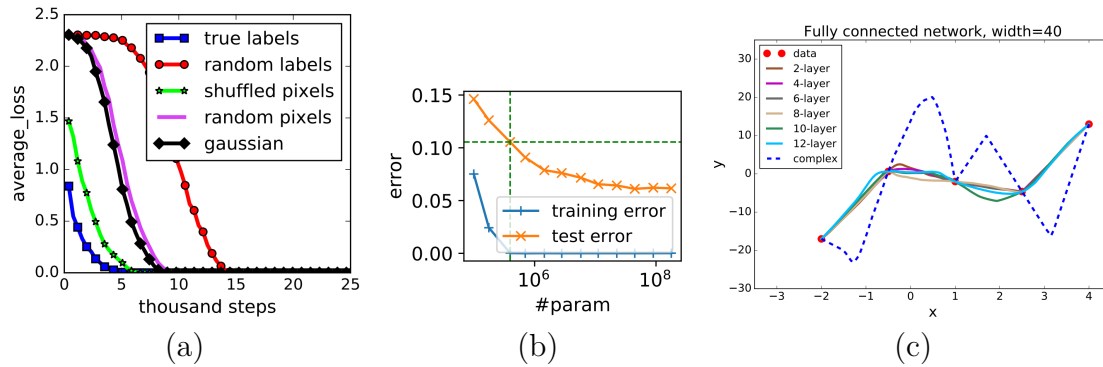 2.5
2.0
1.5
1.0
0.5
0.0
average_loss
0
5
10
15
20
25
thousand steps
true labels
random labels
shuffled pixels
random pixels
gaussian
(a)
0.15
0.10
0.05
0.00
error
10^6
10^8
#param
training error
test error
(b)
Fully connected network, width=40
30
20
10
0
−10
−20
−30
y
−3
−2
−1
0
1
2
3
4
x
data
2-layer
4-layer
6-layer
8-layer
10-layer
12-layer
complex
(c)